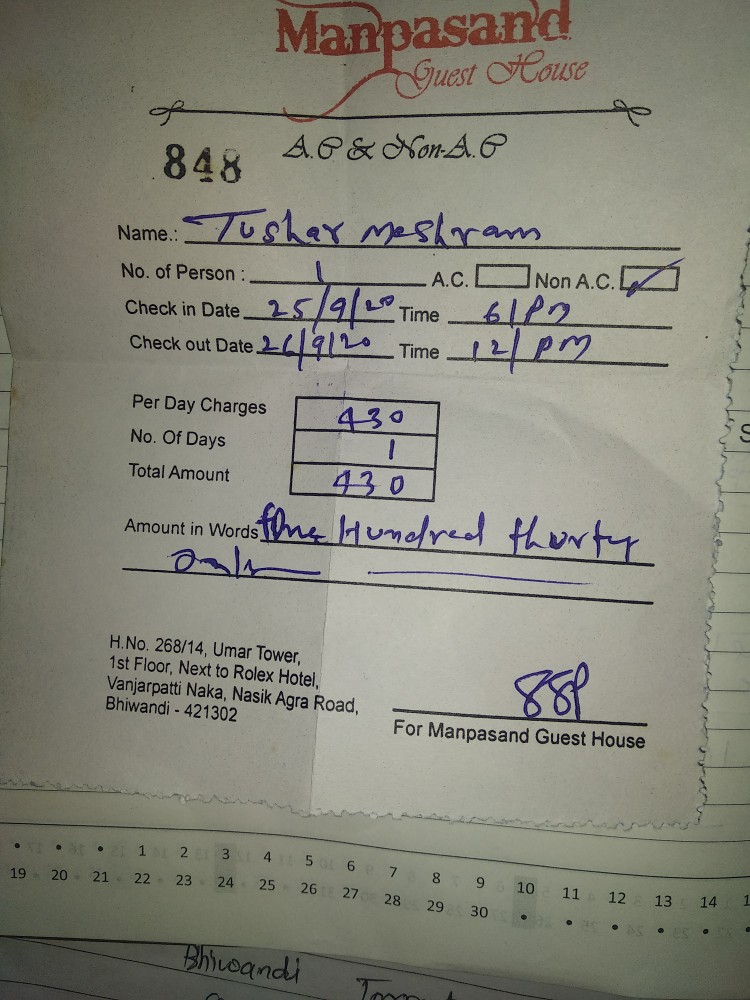 Manpasand
Guest House
A.C & Non-A.C
848
Name.: Tushar Meshram
No. of Person : 1 A.C. Non A.C. ✓
Check in Date 25/9/20 Time 6/PM
Check out Date 26/9/20 Time 12/PM
Per Day Charges 430
No. Of Days 1
Total Amount 430
Amount in Words Hundred thurty
H.No. 268/14, Umar Tower,
1st Floor, Next to Rolex Hotel,
Vanjarpatti Naka, Nasik Agra Road,
Bhiwandi - 421302
For Manpasand Guest House
• 17 • 16 • 1 2 3 4 5 6 7 8 9 10 11 12 13 14
19 20 21 22 23 24 25 26 27 28 29 30 • • • • •
Bhiwandi